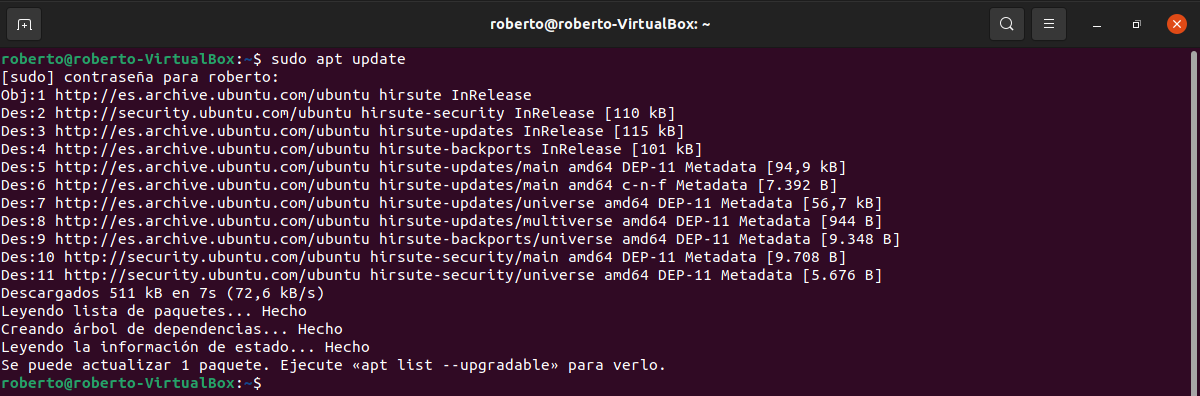 roberto@roberto-VirtualBox: ~
roberto@roberto-VirtualBox:~$ sudo apt update
[sudo] contraseña para roberto:
Obj:1 http://es.archive.ubuntu.com/ubuntu hirsute InRelease
Des:2 http://security.ubuntu.com/ubuntu hirsute-security InRelease [110 kB]
Des:3 http://es.archive.ubuntu.com/ubuntu hirsute-updates InRelease [115 kB]
Des:4 http://es.archive.ubuntu.com/ubuntu hirsute-backports InRelease [101 kB]
Des:5 http://es.archive.ubuntu.com/ubuntu hirsute-updates/main amd64 DEP-11 Metadata [94,9 kB]
Des:6 http://es.archive.ubuntu.com/ubuntu hirsute-updates/main amd64 c-n-f Metadata [7.392 B]
Des:7 http://es.archive.ubuntu.com/ubuntu hirsute-updates/universe amd64 DEP-11 Metadata [56,7 kB]
Des:8 http://es.archive.ubuntu.com/ubuntu hirsute-updates/multiverse amd64 DEP-11 Metadata [944 B]
Des:9 http://es.archive.ubuntu.com/ubuntu hirsute-backports/universe amd64 DEP-11 Metadata [9.348 B]
Des:10 http://security.ubuntu.com/ubuntu hirsute-security/main amd64 DEP-11 Metadata [9.708 B]
Des:11 http://security.ubuntu.com/ubuntu hirsute-security/universe amd64 DEP-11 Metadata [5.676 B]
Descargados 511 kB en 7s (72,6 kB/s)
Leyendo lista de paquetes... Hecho
Creando árbol de dependencias... Hecho
Leyendo la información de estado... Hecho
Se puede actualizar 1 paquete. Ejecute «apt list --upgradable» para verlo.
roberto@roberto-VirtualBox:~$